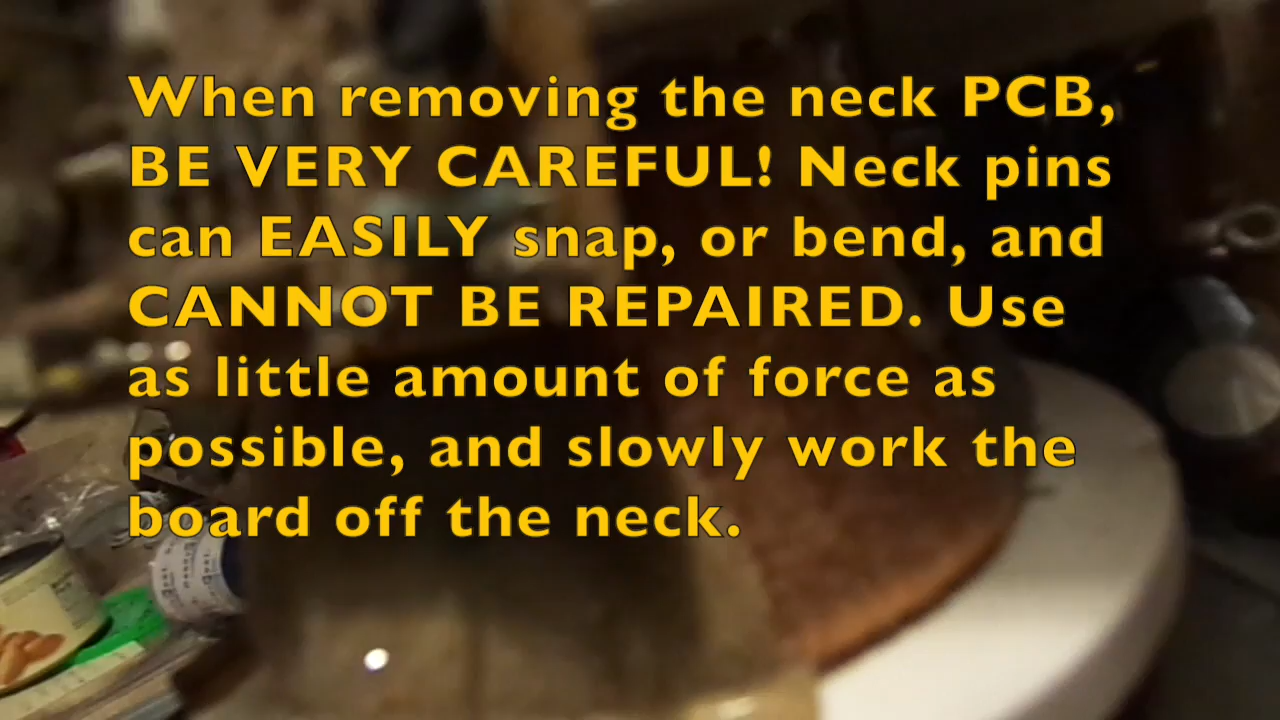 When removing the neck PCB,
BE VERY CAREFUL! Neck pins
can EASILY snap, or bend, and
CANNOT BE REPAIRED. Use
as little amount of force as
possible, and slowly work the
board off the neck.